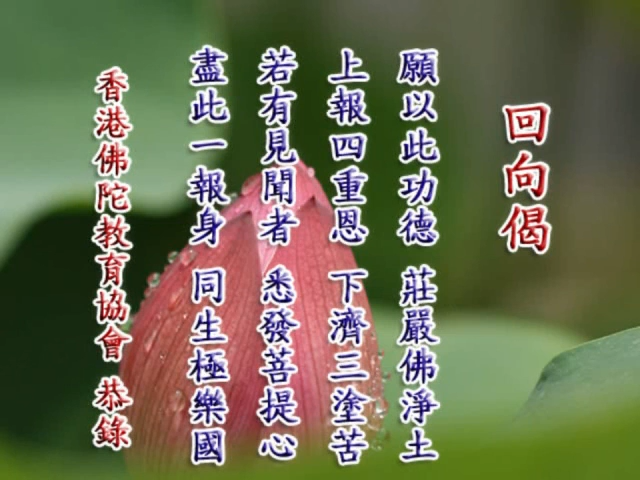 回向偈
願以此功德 莊嚴佛淨土
上報四重恩 下濟三塗苦
若有見聞者 悉發菩提心
盡此一報身 同生極樂國
香港佛陀教育協會 恭錄